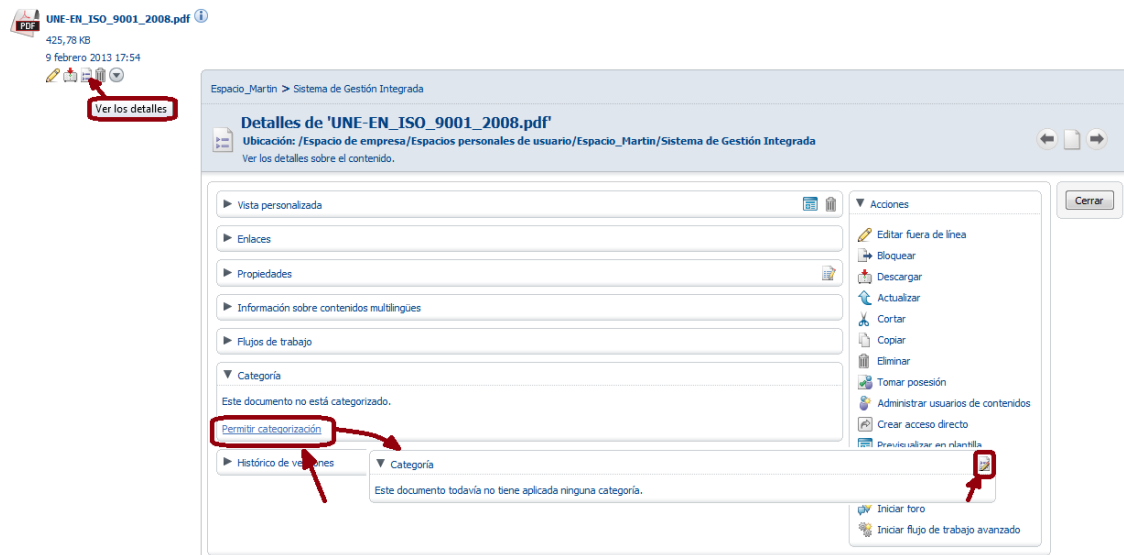 PDF
UNE-EN_ISO_9001_2008.pdf
425,78 KB
9 febrero 2013 17:54
Ver los detalles
Espacio_Martin > Sistema de Gestión Integrada
Detalles de 'UNE-EN_ISO_9001_2008.pdf'
Ubicación: /Espacio de empresa/Espacios personales de usuario/Espacio_Martin/Sistema de Gestión Integrada
Ver los detalles sobre el contenido.
Vista personalizada
Enlaces
Propiedades
Información sobre contenidos multilingües
Flujos de trabajo
Categoría
Este documento no está categorizado.
Permitir categorización
Histórico de versiones
Categoría
Este documento todavía no tiene aplicada ninguna categoría.
Acciones
Editar fuera de línea
Bloquear
Descargar
Actualizar
Cortar
Copiar
Eliminar
Tomar posesión
Administrar usuarios de contenidos
Crear acceso directo
Previsualizar en plantilla
Iniciar foro
Iniciar flujo de trabajo avanzado
Cerrar